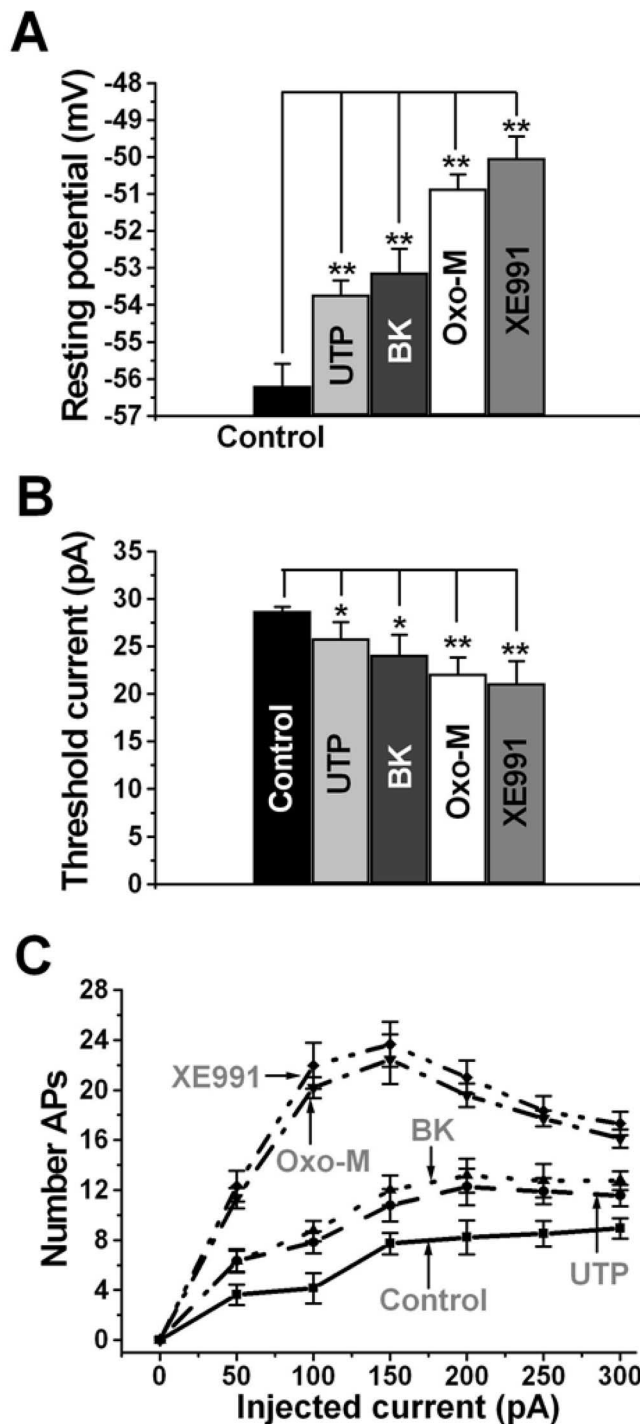 A
Resting potential (mV)
-48
-49
-50
-51
-52
-53
-54
-55
-56
-57
**
**
**
**
UTP
BK
Oxo-M
XE991
Control
B
Threshold current (pA)
35
30
25
20
15
10
5
0
*
*
**
**
Control
UTP
BK
Oxo-M
XE991
C
Number APs
28
24
20
16
12
8
4
0
XE991
Oxo-M
BK
UTP
Control
0 50 100 150 200 250 300
Injected current (pA)